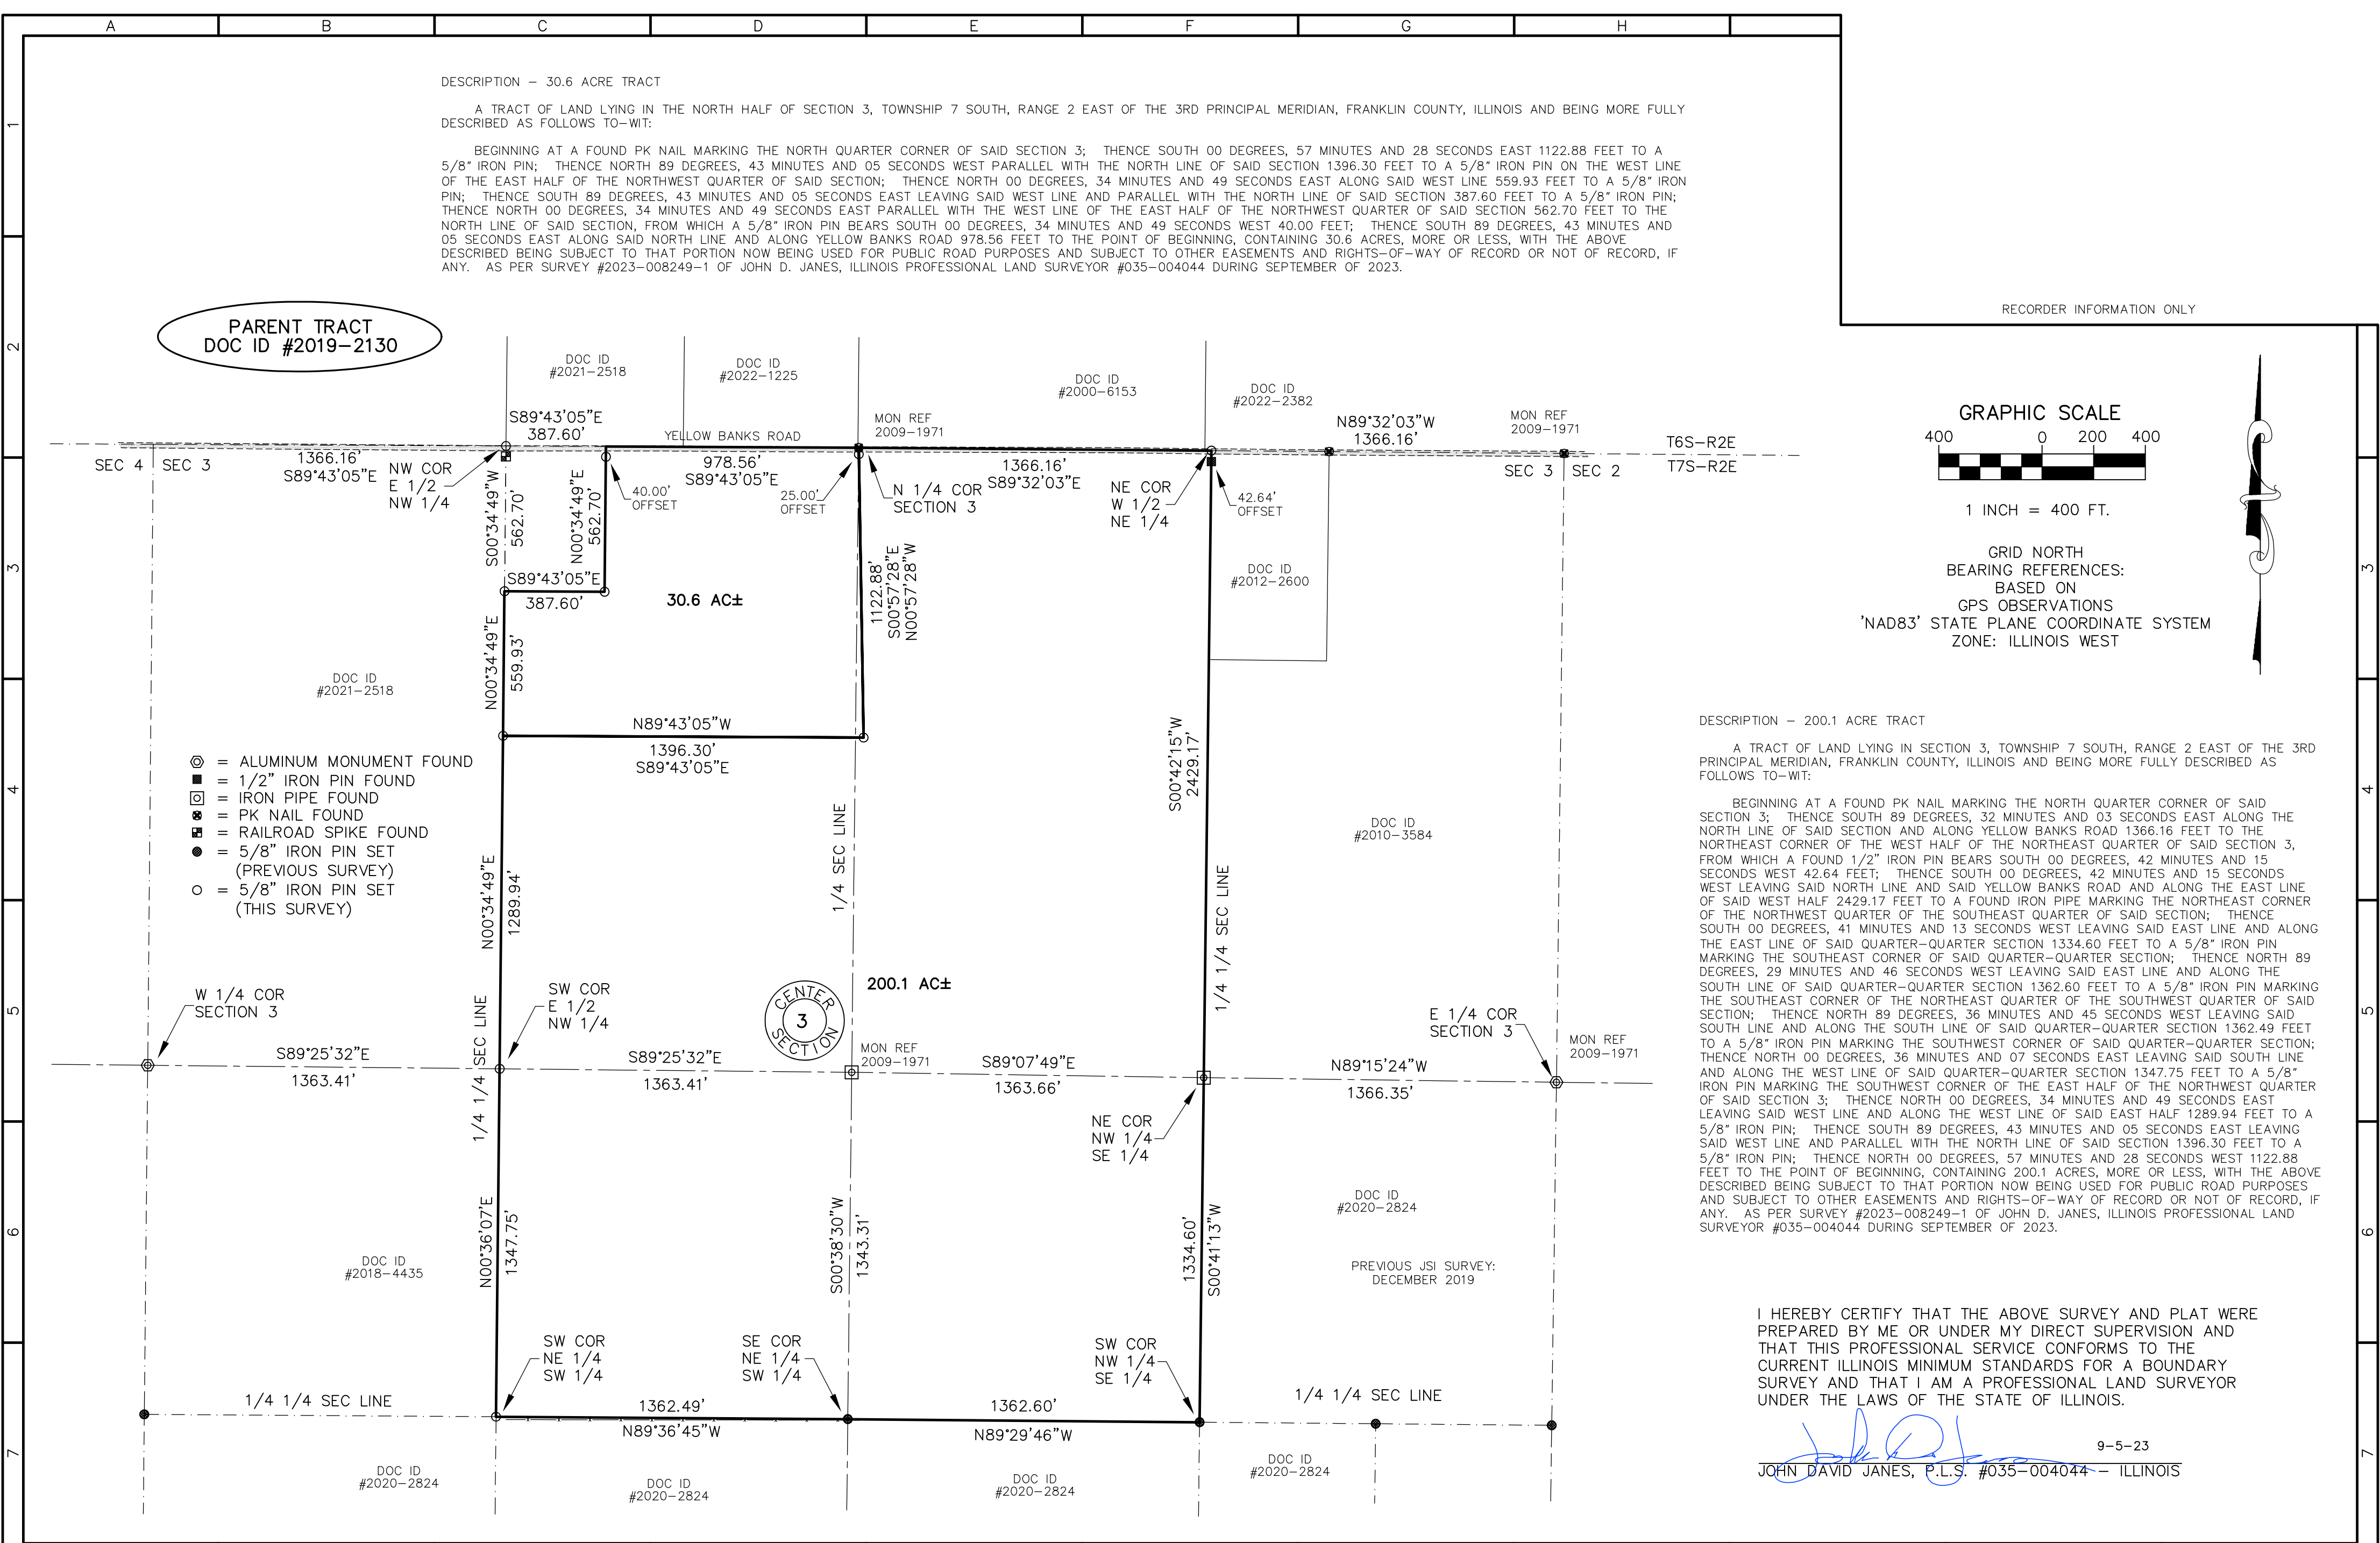 A B C D E F G H
1
2
3
4
5
6
7
DESCRIPTION – 30.6 ACRE TRACT
A TRACT OF LAND LYING IN THE NORTH HALF OF SECTION 3, TOWNSHIP 7 SOUTH, RANGE 2 EAST OF THE 3RD PRINCIPAL MERIDIAN, FRANKLIN COUNTY, ILLINOIS AND BEING MORE FULLY
DESCRIBED AS FOLLOWS TO–WIT:
BEGINNING AT A FOUND PK NAIL MARKING THE NORTH QUARTER CORNER OF SAID SECTION 3; THENCE SOUTH 00 DEGREES, 57 MINUTES AND 28 SECONDS EAST 1122.88 FEET TO A
5/8" IRON PIN; THENCE NORTH 89 DEGREES, 43 MINUTES AND 05 SECONDS WEST PARALLEL WITH THE NORTH LINE OF SAID SECTION 1396.30 FEET TO A 5/8" IRON PIN ON THE WEST LINE
OF THE EAST HALF OF THE NORTHWEST QUARTER OF SAID SECTION; THENCE NORTH 00 DEGREES, 34 MINUTES AND 49 SECONDS EAST ALONG SAID WEST LINE 559.93 FEET TO A 5/8" IRON
PIN; THENCE SOUTH 89 DEGREES, 43 MINUTES AND 05 SECONDS EAST LEAVING SAID WEST LINE AND PARALLEL WITH THE NORTH LINE OF SAID SECTION 387.60 FEET TO A 5/8" IRON PIN;
THENCE NORTH 00 DEGREES, 34 MINUTES AND 49 SECONDS EAST PARALLEL WITH THE WEST LINE OF THE EAST HALF OF THE NORTHWEST QUARTER OF SAID SECTION 562.70 FEET TO THE
NORTH LINE OF SAID SECTION, FROM WHICH A 5/8" IRON PIN BEARS SOUTH 00 DEGREES, 34 MINUTES AND 49 SECONDS WEST 40.00 FEET; THENCE SOUTH 89 DEGREES, 43 MINUTES AND
05 SECONDS EAST ALONG SAID NORTH LINE AND ALONG YELLOW BANKS ROAD 978.56 FEET TO THE POINT OF BEGINNING, CONTAINING 30.6 ACRES, MORE OR LESS, WITH THE ABOVE
DESCRIBED BEING SUBJECT TO THAT PORTION NOW BEING USED FOR PUBLIC ROAD PURPOSES AND SUBJECT TO OTHER EASEMENTS AND RIGHTS–OF–WAY OF RECORD OR NOT OF RECORD, IF
ANY. AS PER SURVEY #2023–008249–1 OF JOHN D. JANES, ILLINOIS PROFESSIONAL LAND SURVEYOR #035–004044 DURING SEPTEMBER OF 2023.
RECORDER INFORMATION ONLY
PARENT TRACT
DOC ID #2019–2130
DOC ID
#2021–2518
DOC ID
#2022–1225
DOC ID
#2000–6153
DOC ID
#2022–2382
S89°43'05"E
387.60'
YELLOW BANKS ROAD
MON REF
2009–1971
N89°32'03"W
1366.16'
MON REF
2009–1971
T6S–R2E
T7S–R2E
SEC 4 SEC 3
1366.16'
S89°43'05"E
NW COR
E 1/2
NW 1/4
978.56'
S89°43'05"E
40.00'
OFFSET
25.00'
OFFSET
N 1/4 COR
SECTION 3
1366.16'
S89°32'03"E
NE COR
W 1/2
NE 1/4
42.64'
OFFSET
SEC 3 SEC 2
S00°34'49"W
562.70'
N00°34'49"E
562.70'
1122.88'
S00°57'28"E
N00°57'28"W
S89°43'05"E
387.60'
30.6 AC±
DOC ID
#2012–2600
N00°34'49"E
559.93'
DOC ID
#2021–2518
N89°43'05"W
1396.30'
S89°43'05"E
S00°42'15"W
2429.17'
GRAPHIC SCALE
400 0 200 400
1 INCH = 400 FT.
GRID NORTH
BEARING REFERENCES:
BASED ON
GPS OBSERVATIONS
'NAD83' STATE PLANE COORDINATE SYSTEM
ZONE: ILLINOIS WEST
= ALUMINUM MONUMENT FOUND
= 1/2" IRON PIN FOUND
= IRON PIPE FOUND
= PK NAIL FOUND
= RAILROAD SPIKE FOUND
= 5/8" IRON PIN SET
(PREVIOUS SURVEY)
= 5/8" IRON PIN SET
(THIS SURVEY)
1/4 SEC LINE
DOC ID
#2010–3584
N00°34'49"E
1289.94'
1/4 1/4 SEC LINE
W 1/4 COR
SECTION 3
1/4 1/4 SEC LINE
SW COR
E 1/2
NW 1/4
CENTER
3
SECTION
200.1 AC±
E 1/4 COR
SECTION 3
MON REF
2009–1971
S89°25'32"E
1363.41'
S89°25'32"E
1363.41'
MON REF
2009–1971
S89°07'49"E
1363.66'
N89°15'24"W
1366.35'
NE COR
NW 1/4
SE 1/4
N00°36'07"E
1347.75'
S00°38'30"W
1343.31'
1334.60'
S00°41'13"W
DOC ID
#2020–2824
DOC ID
#2018–4435
PREVIOUS JSI SURVEY:
DECEMBER 2019
SW COR
NE 1/4
SW 1/4
SE COR
NE 1/4
SW 1/4
SW COR
NW 1/4
SE 1/4
1/4 1/4 SEC LINE
1362.49'
N89°36'45"W
1362.60'
N89°29'46"W
1/4 1/4 SEC LINE
DOC ID
#2020–2824
DOC ID
#2020–2824
DOC ID
#2020–2824
DOC ID
#2020–2824
DESCRIPTION – 200.1 ACRE TRACT
A TRACT OF LAND LYING IN SECTION 3, TOWNSHIP 7 SOUTH, RANGE 2 EAST OF THE 3RD
PRINCIPAL MERIDIAN, FRANKLIN COUNTY, ILLINOIS AND BEING MORE FULLY DESCRIBED AS
FOLLOWS TO–WIT:
BEGINNING AT A FOUND PK NAIL MARKING THE NORTH QUARTER CORNER OF SAID
SECTION 3; THENCE SOUTH 89 DEGREES, 32 MINUTES AND 03 SECONDS EAST ALONG THE
NORTH LINE OF SAID SECTION AND ALONG YELLOW BANKS ROAD 1366.16 FEET TO THE
NORTHEAST CORNER OF THE WEST HALF OF THE NORTHEAST QUARTER OF SAID SECTION 3,
FROM WHICH A FOUND 1/2" IRON PIN BEARS SOUTH 00 DEGREES, 42 MINUTES AND 15
SECONDS WEST 42.64 FEET; THENCE SOUTH 00 DEGREES, 42 MINUTES AND 15 SECONDS
WEST LEAVING SAID NORTH LINE AND SAID YELLOW BANKS ROAD AND ALONG THE EAST LINE
OF SAID WEST HALF 2429.17 FEET TO A FOUND IRON PIPE MARKING THE NORTHEAST CORNER
OF THE NORTHWEST QUARTER OF THE SOUTHEAST QUARTER OF SAID SECTION; THENCE
SOUTH 00 DEGREES, 41 MINUTES AND 13 SECONDS WEST LEAVING SAID EAST LINE AND ALONG
THE EAST LINE OF SAID QUARTER–QUARTER SECTION 1334.60 FEET TO A 5/8" IRON PIN
MARKING THE SOUTHEAST CORNER OF SAID QUARTER–QUARTER SECTION; THENCE NORTH 89
DEGREES, 29 MINUTES AND 46 SECONDS WEST LEAVING SAID EAST LINE AND ALONG THE
SOUTH LINE OF SAID QUARTER–QUARTER SECTION 1362.60 FEET TO A 5/8" IRON PIN MARKING
THE SOUTHEAST CORNER OF THE NORTHEAST QUARTER OF THE SOUTHWEST QUARTER OF SAID
SECTION; THENCE NORTH 89 DEGREES, 36 MINUTES AND 45 SECONDS WEST LEAVING SAID
SOUTH LINE AND ALONG THE SOUTH LINE OF SAID QUARTER–QUARTER SECTION 1362.49 FEET
TO A 5/8" IRON PIN MARKING THE SOUTHWEST CORNER OF SAID QUARTER–QUARTER SECTION;
THENCE NORTH 00 DEGREES, 36 MINUTES AND 07 SECONDS EAST LEAVING SAID SOUTH LINE
AND ALONG THE WEST LINE OF SAID QUARTER–QUARTER SECTION 1347.75 FEET TO A 5/8"
IRON PIN MARKING THE SOUTHWEST CORNER OF THE EAST HALF OF THE NORTHWEST QUARTER
OF SAID SECTION 3; THENCE NORTH 00 DEGREES, 34 MINUTES AND 49 SECONDS EAST
LEAVING SAID WEST LINE AND ALONG THE WEST LINE OF SAID EAST HALF 1289.94 FEET TO A
5/8" IRON PIN; THENCE SOUTH 89 DEGREES, 43 MINUTES AND 05 SECONDS EAST LEAVING
SAID WEST LINE AND PARALLEL WITH THE NORTH LINE OF SAID SECTION 1396.30 FEET TO A
5/8" IRON PIN; THENCE NORTH 00 DEGREES, 57 MINUTES AND 28 SECONDS WEST 1122.88
FEET TO THE POINT OF BEGINNING, CONTAINING 200.1 ACRES, MORE OR LESS, WITH THE ABOVE
DESCRIBED BEING SUBJECT TO THAT PORTION NOW BEING USED FOR PUBLIC ROAD PURPOSES
AND SUBJECT TO OTHER EASEMENTS AND RIGHTS–OF–WAY OF RECORD OR NOT OF RECORD, IF
ANY. AS PER SURVEY #2023–008249–1 OF JOHN D. JANES, ILLINOIS PROFESSIONAL LAND
SURVEYOR #035–004044 DURING SEPTEMBER OF 2023.
I HEREBY CERTIFY THAT THE ABOVE SURVEY AND PLAT WERE
PREPARED BY ME OR UNDER MY DIRECT SUPERVISION AND
THAT THIS PROFESSIONAL SERVICE CONFORMS TO THE
CURRENT ILLINOIS MINIMUM STANDARDS FOR A BOUNDARY
SURVEY AND THAT I AM A PROFESSIONAL LAND SURVEYOR
UNDER THE LAWS OF THE STATE OF ILLINOIS.
9–5–23
JOHN DAVID JANES, P.L.S. #035–004044 – ILLINOIS
3
4
5
6
7